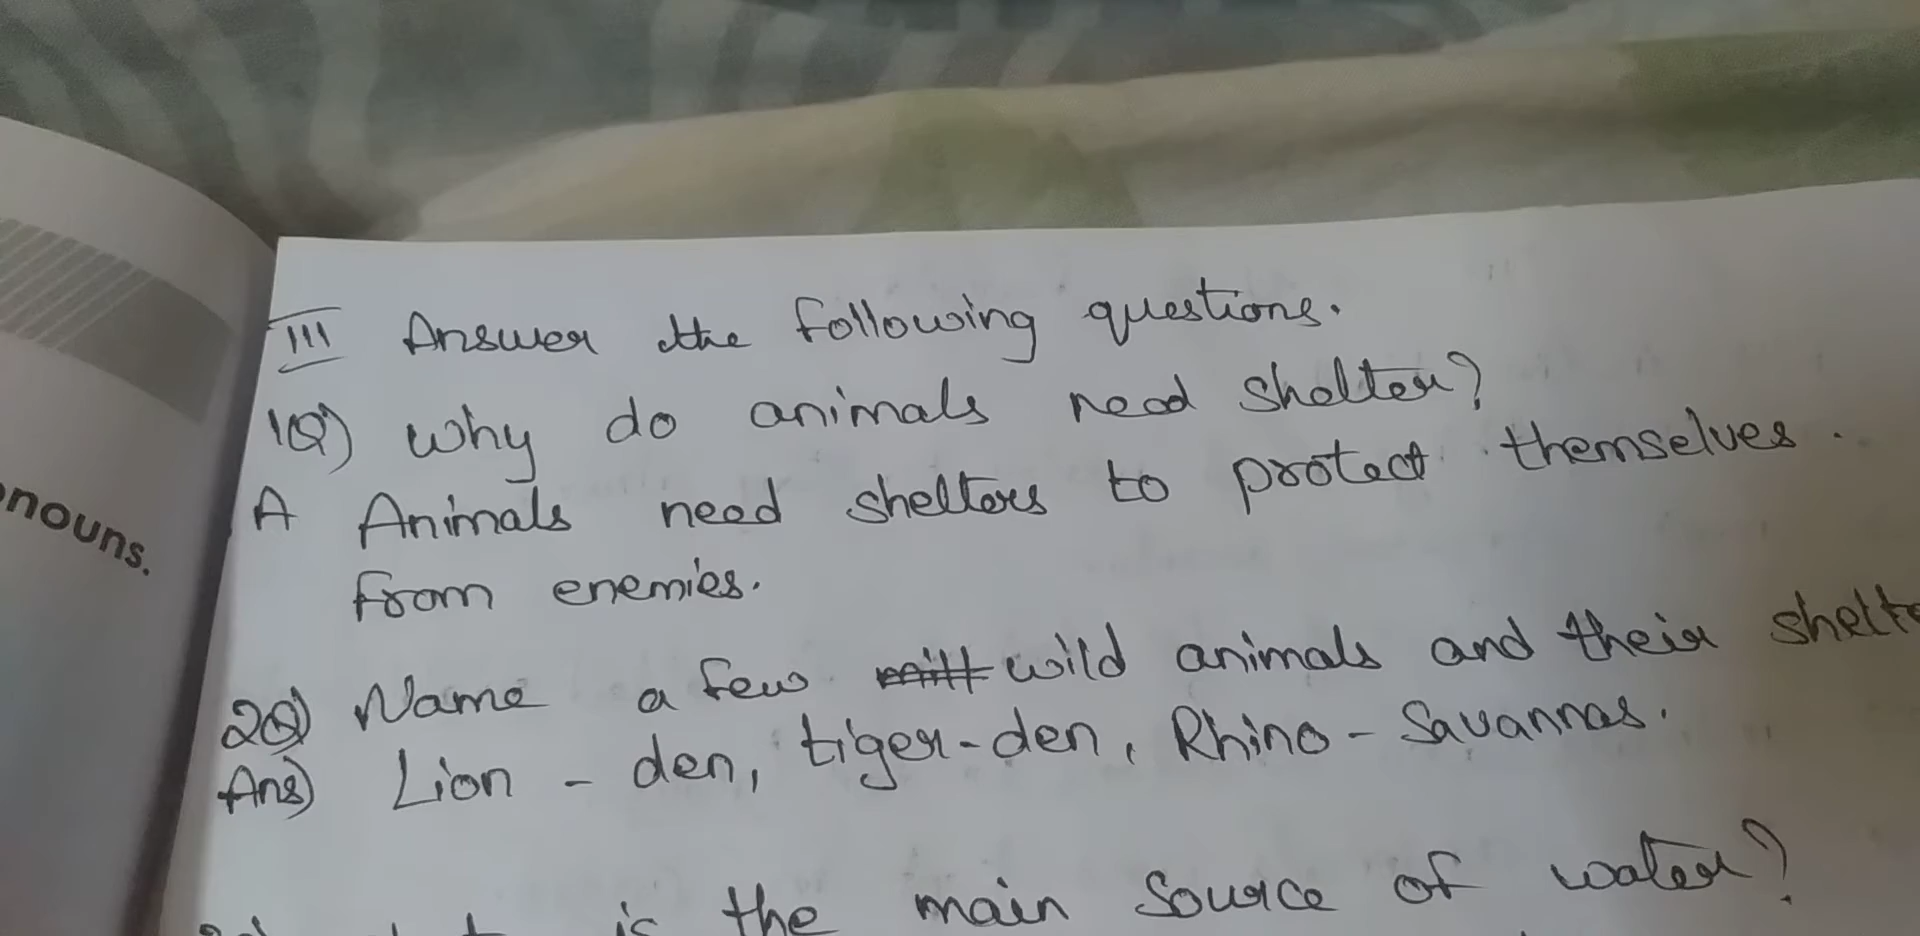 nouns.
III Answer the following questions.
1Q) Why do animals need shelter?
A Animals need shelters to protect themselves.
from enemies.
2Q) Name a few wild animals and their shelte
Ans) Lion - den, tiger-den, Rhino - Savannas.
is the main source of water?